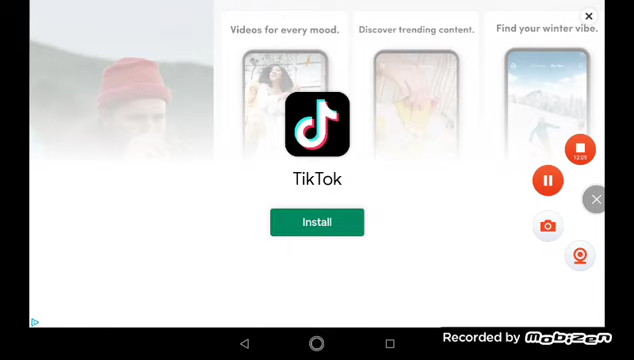 Videos for every mood.
Discover trending content.
Find your winter vibe.
TikTok
Install
12:05
Recorded by Mobizen